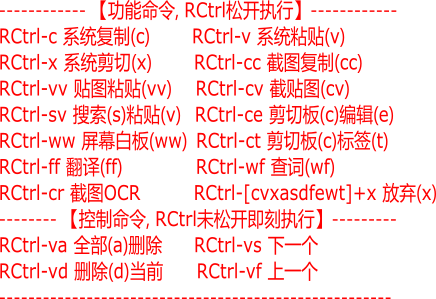 ------------ 【功能命令, RCtrl松开执行】------------
RCtrl-c 系统复制(c) RCtrl-v 系统粘贴(v)
RCtrl-x 系统剪切(x) RCtrl-cc 截图复制(cc)
RCtrl-vv 贴图粘贴(vv) RCtrl-cv 截贴图(cv)
RCtrl-sv 搜索(s)粘贴(v) RCtrl-ce 剪切板(c)编辑(e)
RCtrl-ww 屏幕白板(ww) RCtrl-ct 剪切板(c)标签(t)
RCtrl-ff 翻译(ff) RCtrl-wf 查词(wf)
RCtrl-cr 截图OCR RCtrl-[cvxasdfewt]+x 放弃(x)
-------- 【控制命令, RCtrl未松开即刻执行】---------
RCtrl-va 全部(a)删除 RCtrl-vs 下一个
RCtrl-vd 删除(d)当前 RCtrl-vf 上一个
------------------------------------------------------